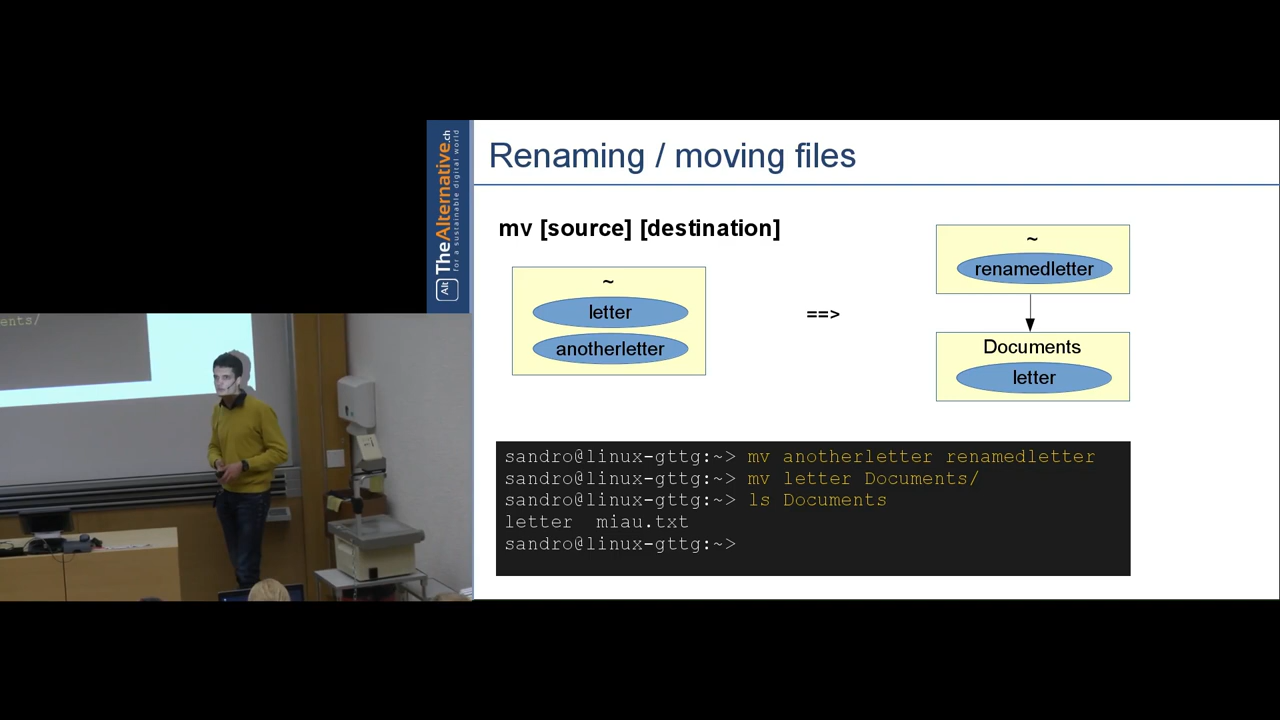 Renaming / moving files
Alt TheAlternative.ch
for a sustainable digital world
mv [source] [destination]
~
letter
anotherletter
==>
~
renamedletter
Documents
letter
sandro@linux-gttg:~> mv anotherletter renamedletter
sandro@linux-gttg:~> mv letter Documents/
sandro@linux-gttg:~> ls Documents
letter  miau.txt
sandro@linux-gttg:~>
ents/